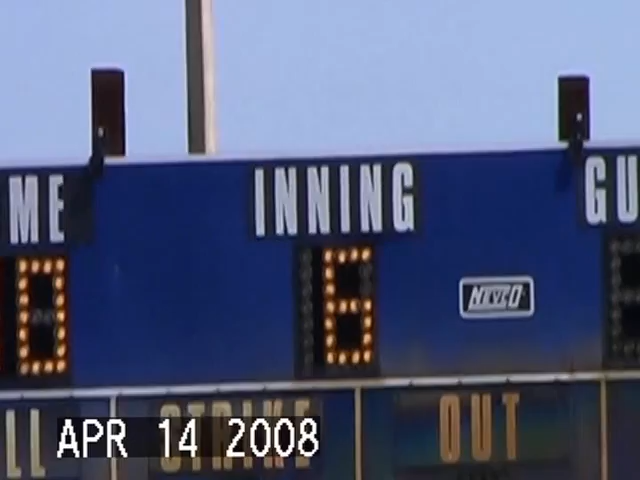 ME INNING GU
0 6
NEVCO
LL STRIKE OUT
APR 14 2008